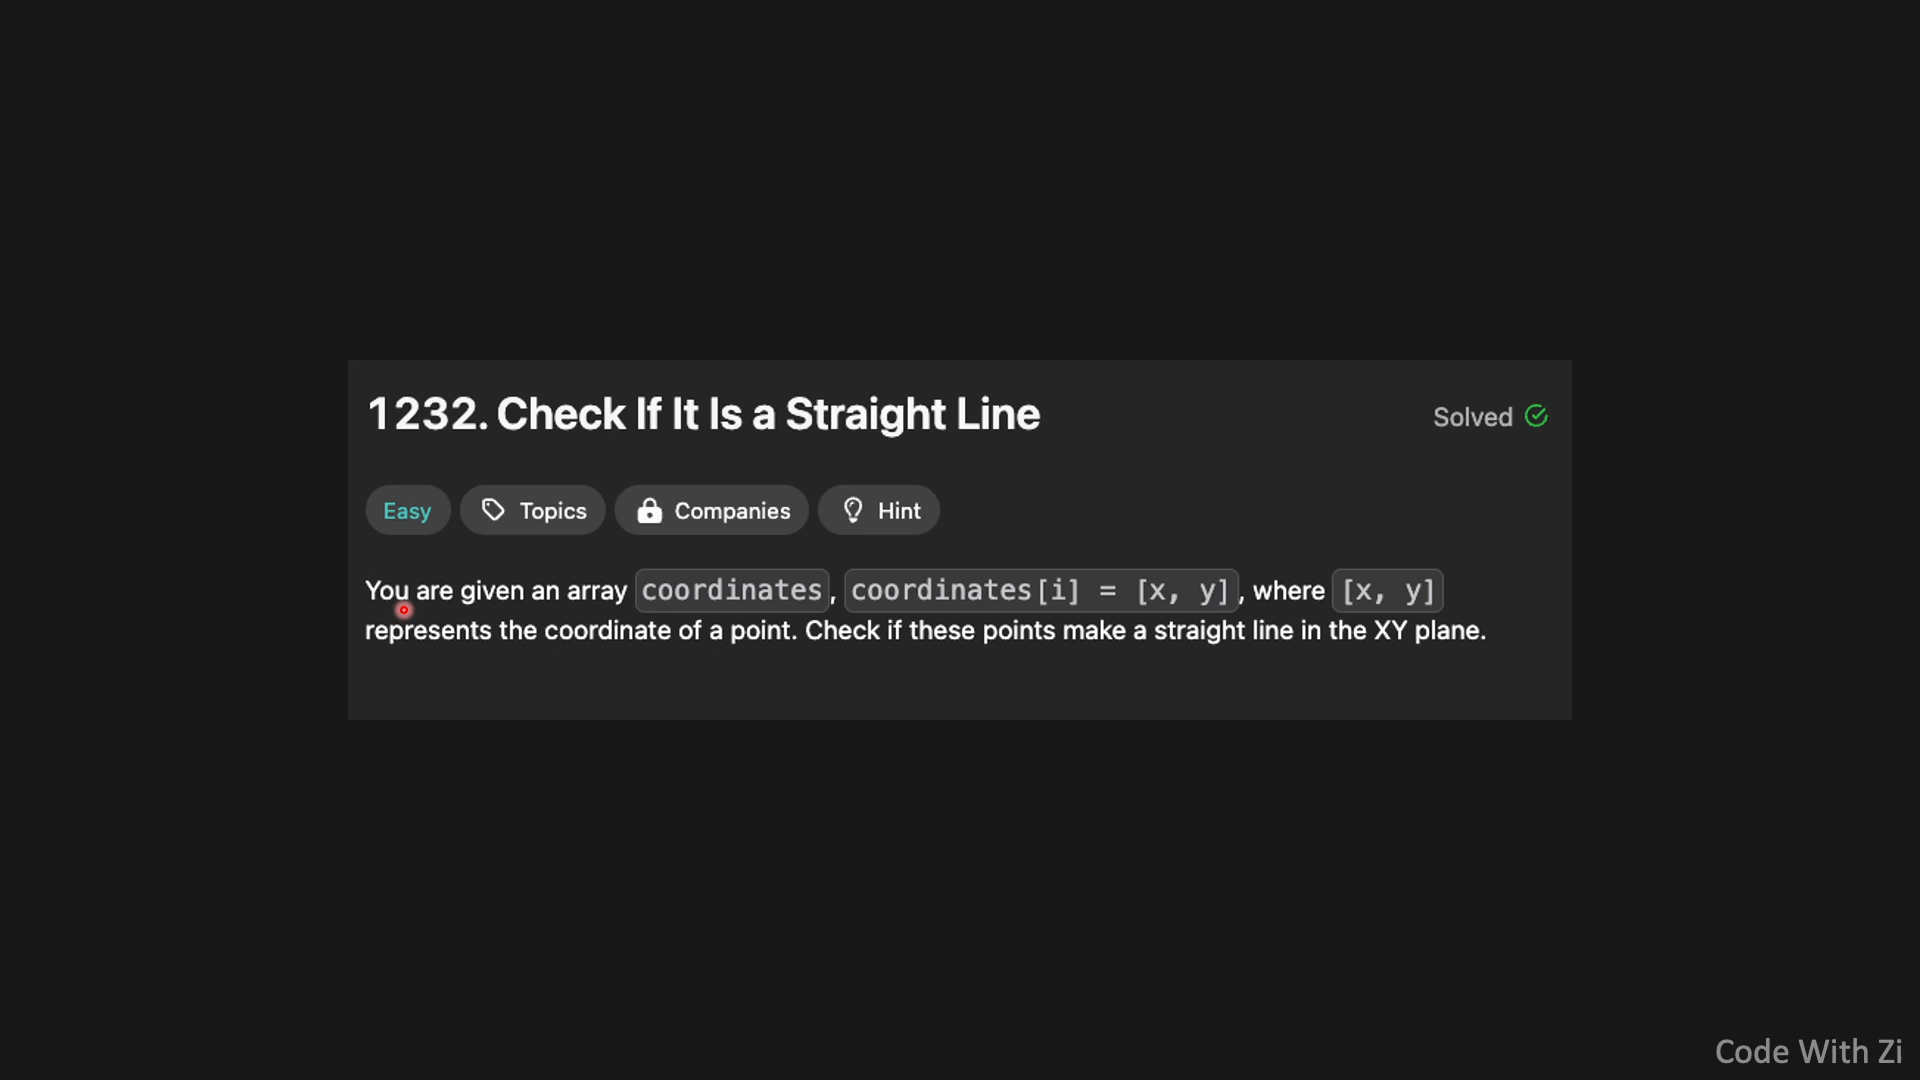 1232. Check If It Is a Straight Line
Solved
Easy Topics Companies Hint
You are given an array coordinates, coordinates[i] = [x, y], where [x, y]
represents the coordinate of a point. Check if these points make a straight line in the XY plane.
Code With Zi